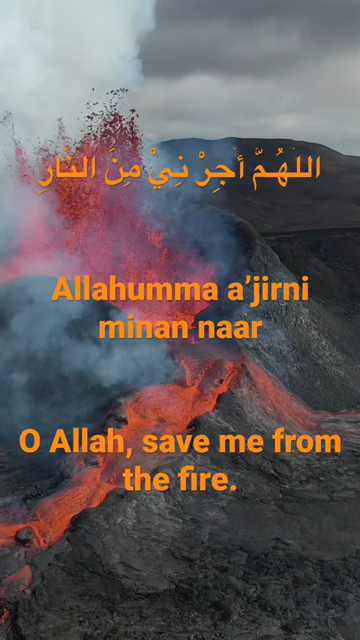 اللَّهُمَّ أَجِرْ نِيْ مِنَ النَّارِ
Allahumma a’jirni
minan naar
O Allah, save me from
the fire.